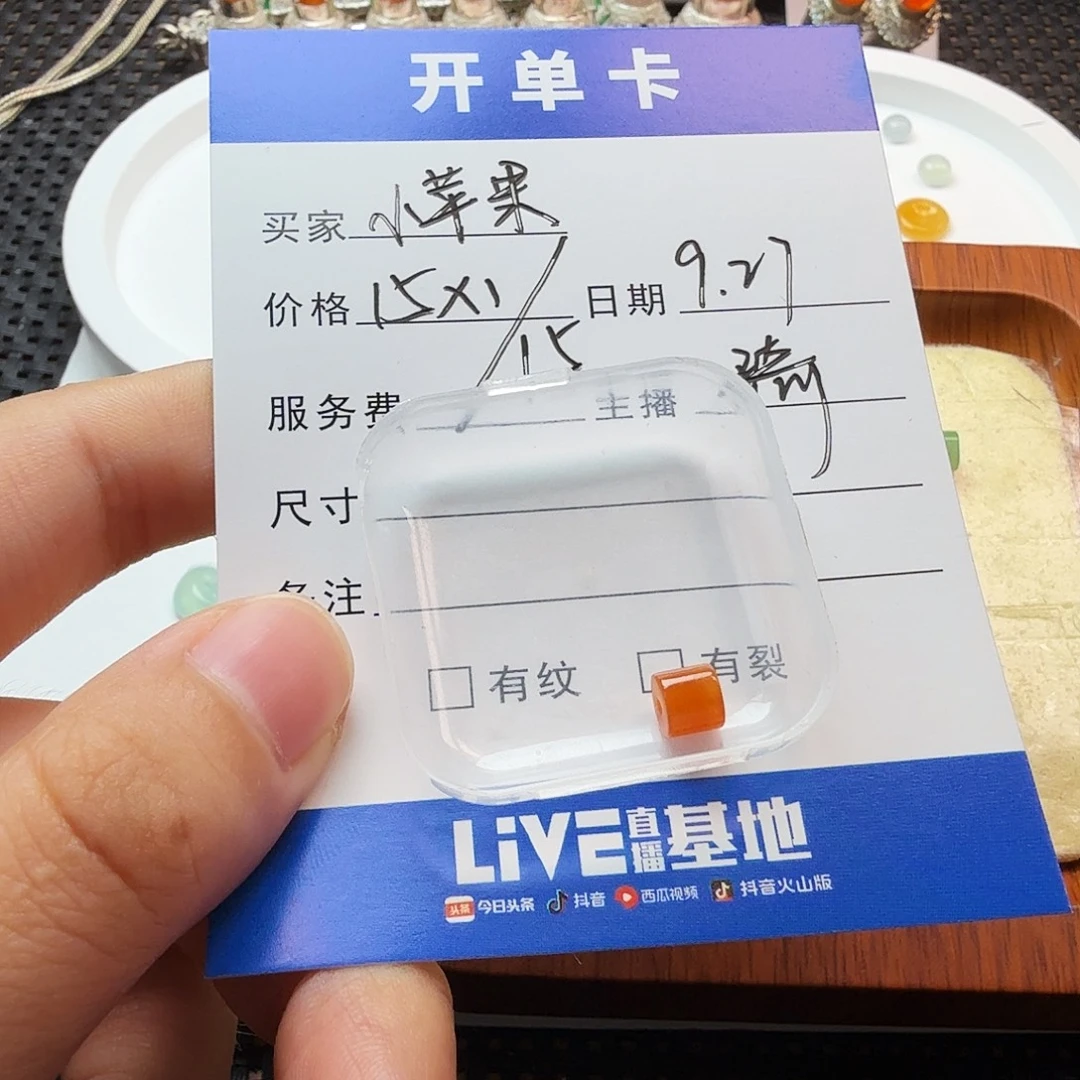 开单卡
买家 小苹果
价格 15X1 日期 9.27
15
服务费 主播 琦
尺寸
备注
有纹 有裂
LiVE直播基地
头条 今日头条 抖音 西瓜视频 抖音火山版